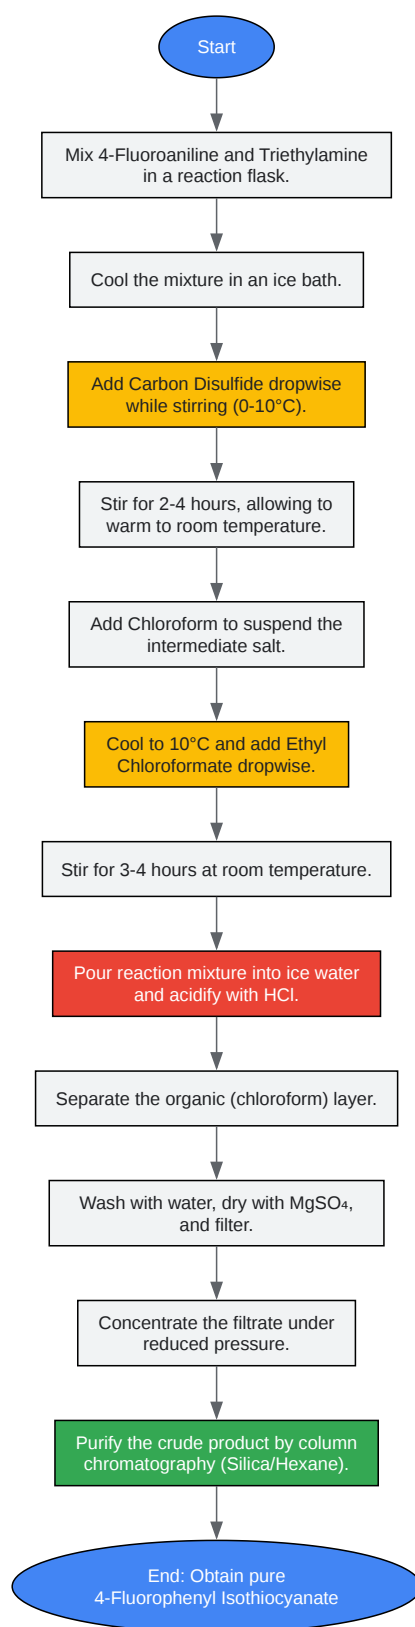 Start
Mix 4-Fluoroaniline and Triethylamine
in a reaction flask.
Cool the mixture in an ice bath.
Add Carbon Disulfide dropwise
while stirring (0-10°C).
Stir for 2-4 hours, allowing to
warm to room temperature.
Add Chloroform to suspend the
intermediate salt.
Cool to 10°C and add Ethyl
Chloroformate dropwise.
Stir for 3-4 hours at room temperature.
Pour reaction mixture into ice water
and acidify with HCl.
Separate the organic (chloroform) layer.
Wash with water, dry with MgSO₄,
and filter.
Concentrate the filtrate under
reduced pressure.
Purify the crude product by column
chromatography (Silica/Hexane).
End: Obtain pure
4-Fluorophenyl Isothiocyanate